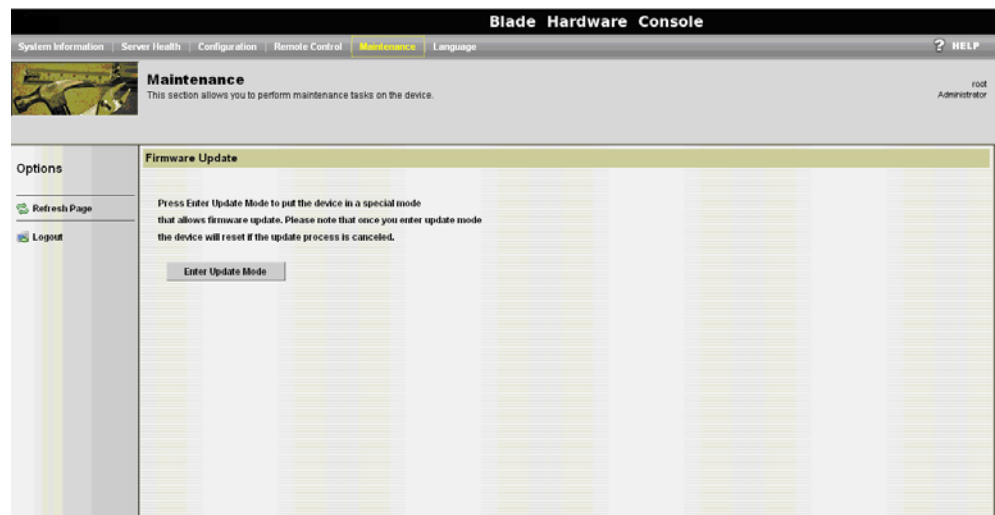 Blade Hardware Console
System Information | Server Health | Configuration | Remote Control | Maintenance | Language ? HELP
Maintenance
This section allows you to perform maintenance tasks on the device.
root
Administrator
Options
Refresh Page
Logout
Firmware Update
Press Enter Update Mode to put the device in a special mode
that allows firmware update. Please note that once you enter update mode
the device will reset if the update process is canceled.
Enter Update Mode